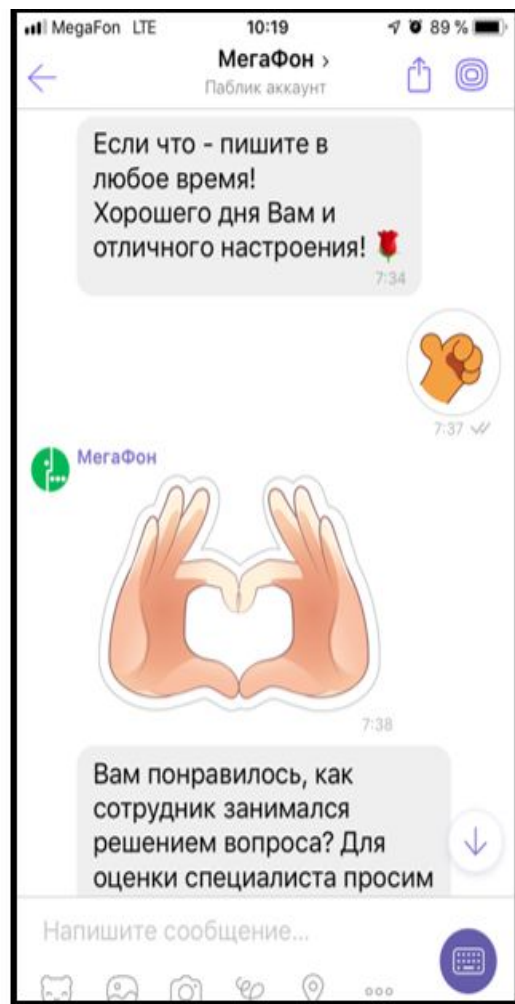 MegaFon LTE 10:19 89 %
МегаФон ›
Паблик аккаунт
Если что - пишите в
любое время!
Хорошего дня Вам и
отличного настроения!
7:34
7:37
МегаФон
7:38
Вам понравилось, как
сотрудник занимался
решением вопроса? Для
оценки специалиста просим
Напишите сообщение...